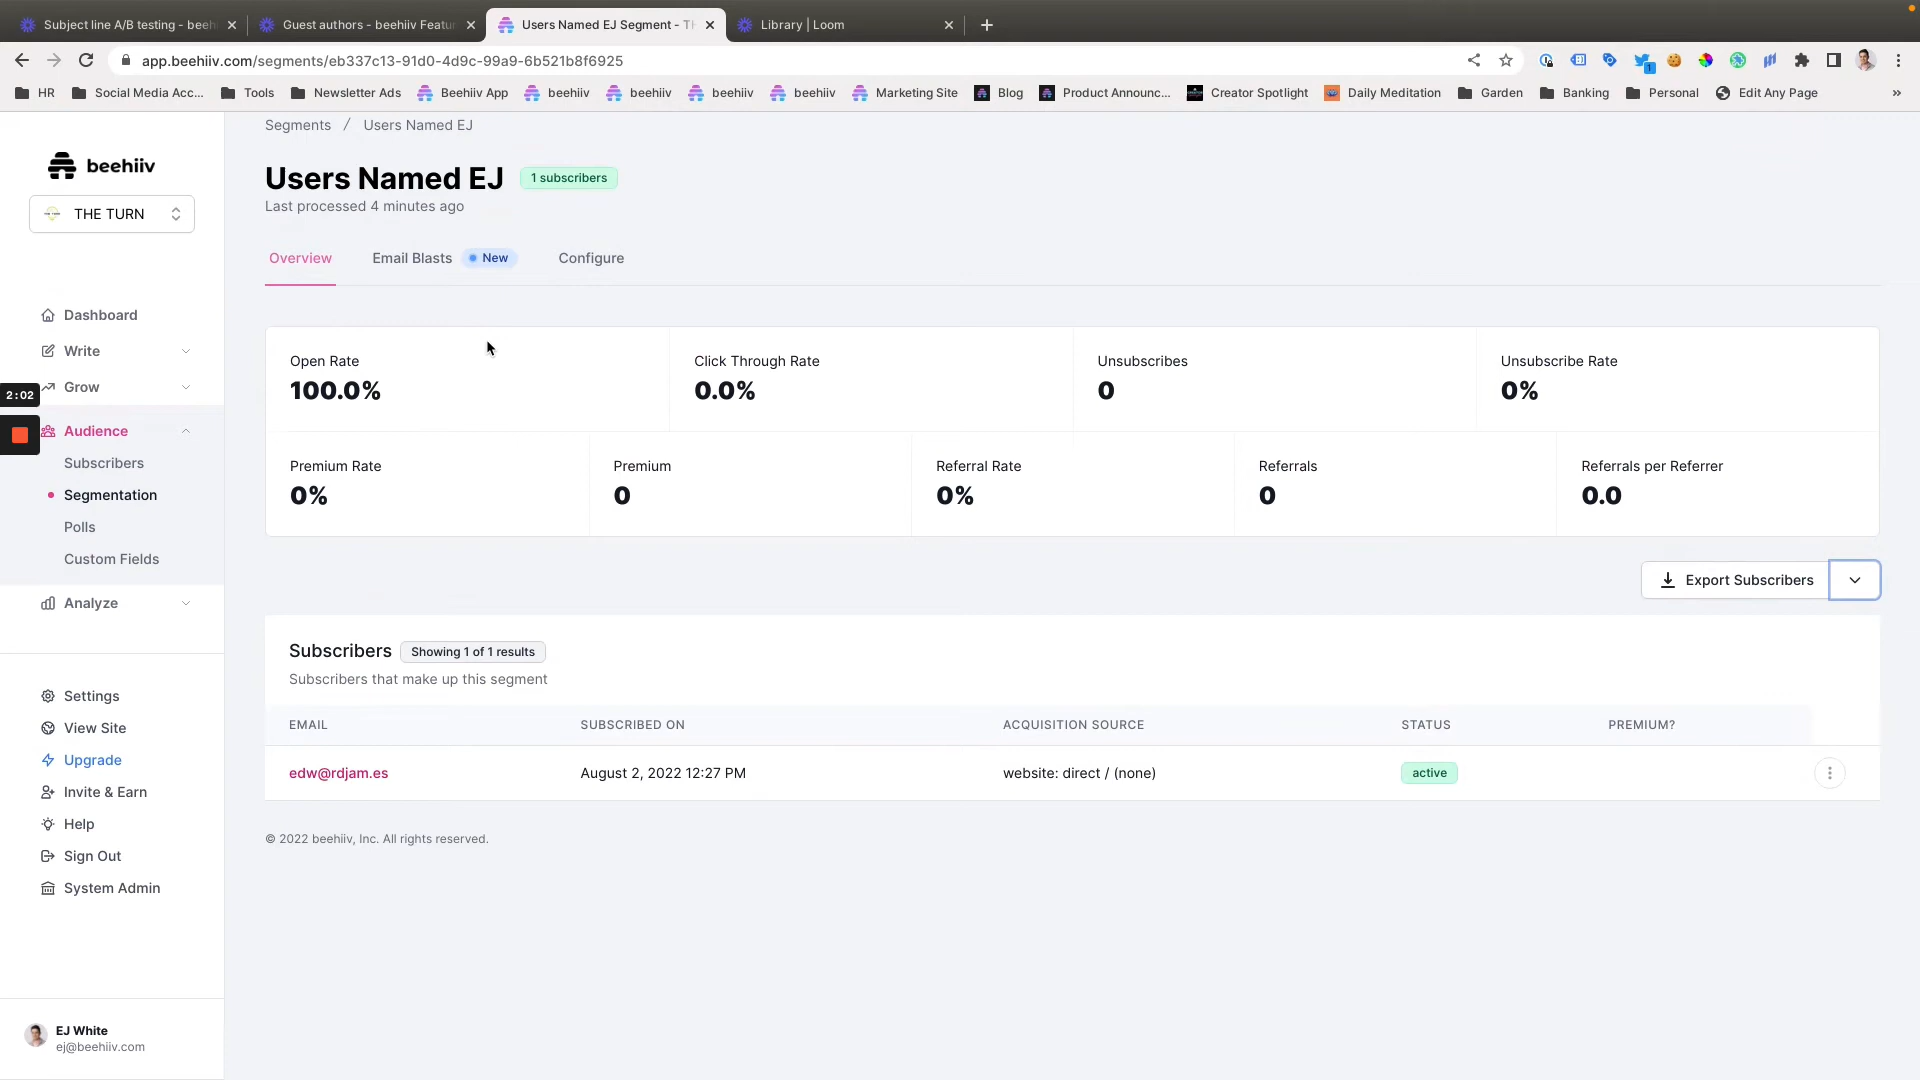 Subject line A/B testing - beeh
Guest authors - beehiiv Featu
Users Named EJ Segment - TH
Library | Loom
app.beehiiv.com/segments/eb337c13-91d0-4d9c-99a9-6b521b8f6925
1
HR
Social Media Acc...
Tools
Newsletter Ads
Beehiiv App
beehiiv
beehiiv
beehiiv
beehiiv
Marketing Site
Blog
Product Announc...
Creator Spotlight
Daily Meditation
Garden
Banking
Personal
Edit Any Page
»
beehiiv
THE TURN
Dashboard
Write
Grow
2:02
Audience
Subscribers
Segmentation
Polls
Custom Fields
Analyze
Settings
View Site
Upgrade
Invite & Earn
Help
Sign Out
System Admin
EJ White
ej@beehiiv.com
Segments / Users Named EJ
Users Named EJ 1 subscribers
Last processed 4 minutes ago
Overview
Email Blasts New
Configure
Open Rate
100.0%
Click Through Rate
0.0%
Unsubscribes
0
Unsubscribe Rate
0%
Premium Rate
0%
Premium
0
Referral Rate
0%
Referrals
0
Referrals per Referrer
0.0
Export Subscribers
Subscribers Showing 1 of 1 results
Subscribers that make up this segment
EMAIL SUBSCRIBED ON ACQUISITION SOURCE STATUS PREMIUM?
edw@rdjam.es August 2, 2022 12:27 PM website: direct / (none) active
© 2022 beehiiv, Inc. All rights reserved.